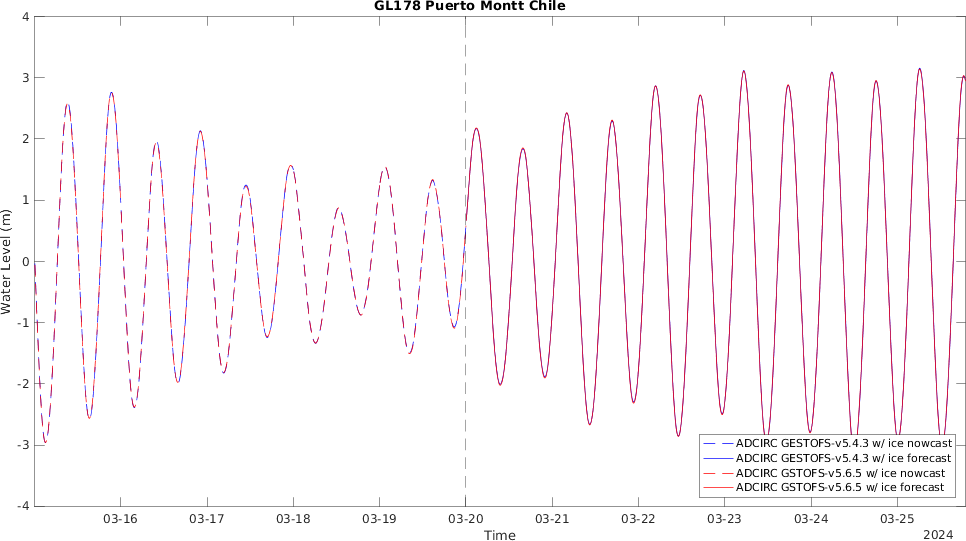 GL178 Puerto Montt Chile
4
3
2
1
0
-1
-2
-3
-4
Water Level (m)
ADCIRC GESTOFS-v5.4.3 w/ ice nowcast
ADCIRC GESTOFS-v5.4.3 w/ ice forecast
ADCIRC GSTOFS-v5.6.5 w/ ice nowcast
ADCIRC GSTOFS-v5.6.5 w/ ice forecast
03-16 03-17 03-18 03-19 03-20 03-21 03-22 03-23 03-24 03-25
Time
2024